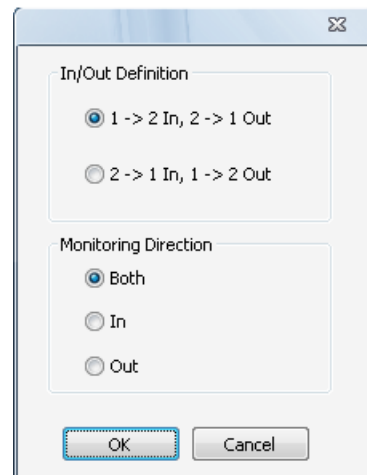 In/Out Definition
1 -> 2 In, 2 -> 1 Out
2 -> 1 In, 1 -> 2 Out
Monitoring Direction
Both
In
Out
OK
Cancel